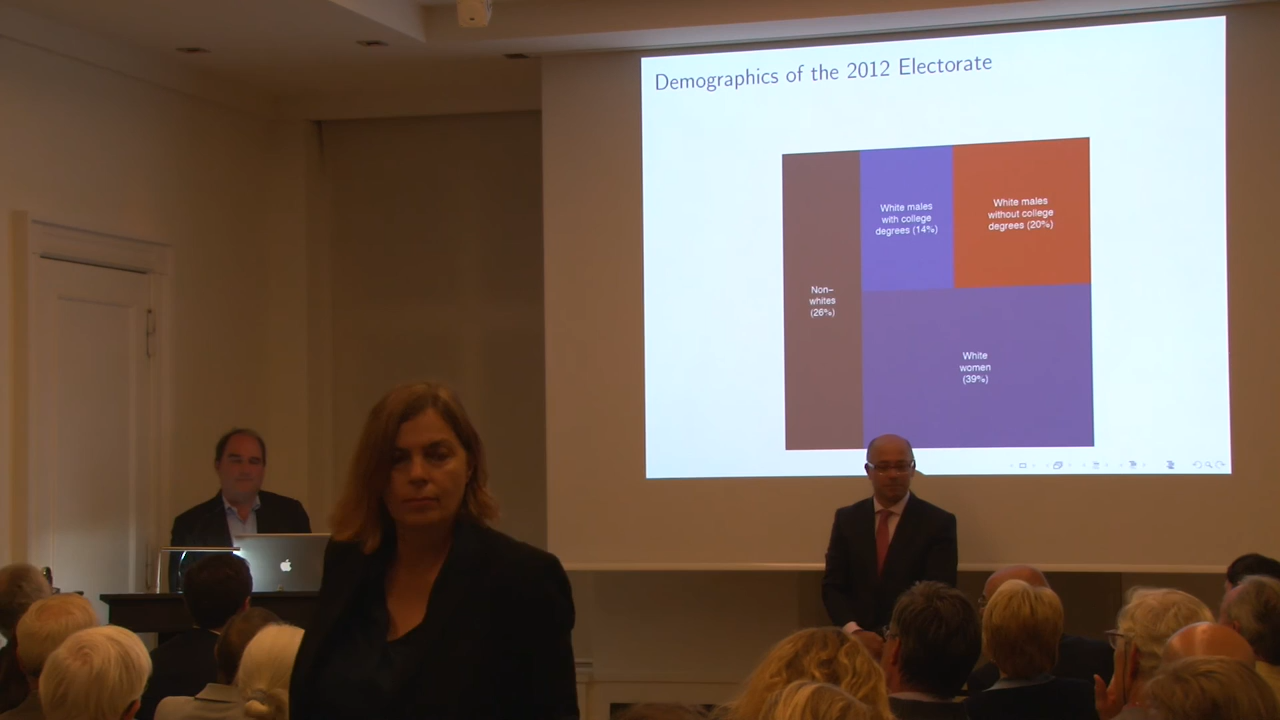 Demographics of the 2012 Electorate
White males
with college
degrees (14%)
White males
without college
degrees (20%)
Non–
whites
(26%)
White
women
(39%)